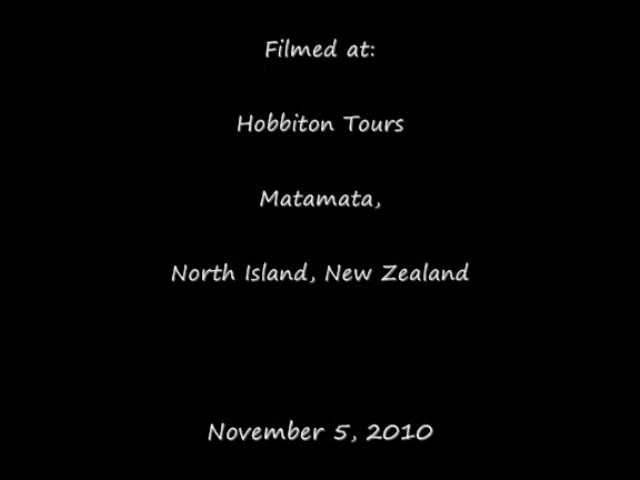 Filmed at:
Hobbiton Tours
Matamata,
North Island, New Zealand
November 5, 2010